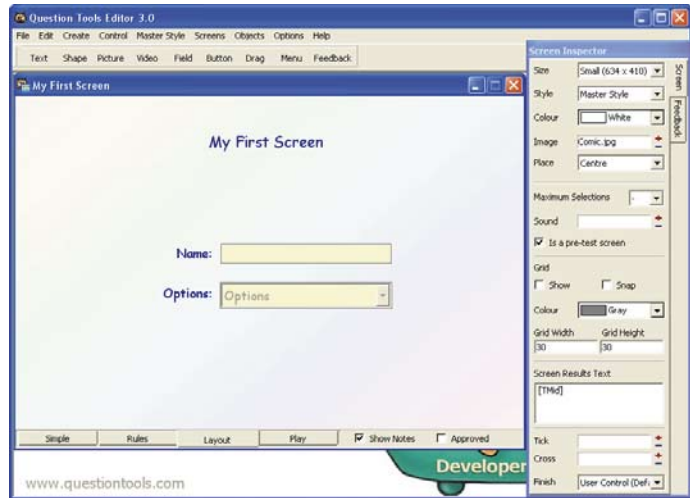 Question Tools Editor 3.0
File Edit Create Control Master Style Screens Objects Options Help
Text Shape Picture Video Field Button Drag Menu Feedback
My First Screen
My First Screen
Name:
Options: Options
Simple Rules Layout Play Show Notes Approved
Developer
www.questiontools.com
Screen Inspector
Screen
Feedback
Size Small (634 x 410)
Style Master Style
Colour White
Image Comic.jpg
Place Centre
Maximum Selections -
Sound
Is a pre-test screen
Grid
Show Snap
Colour Gray
Grid Width Grid Height
30 30
Screen Results Text
[TMid]
Tick
Cross
Finish User Control (Def